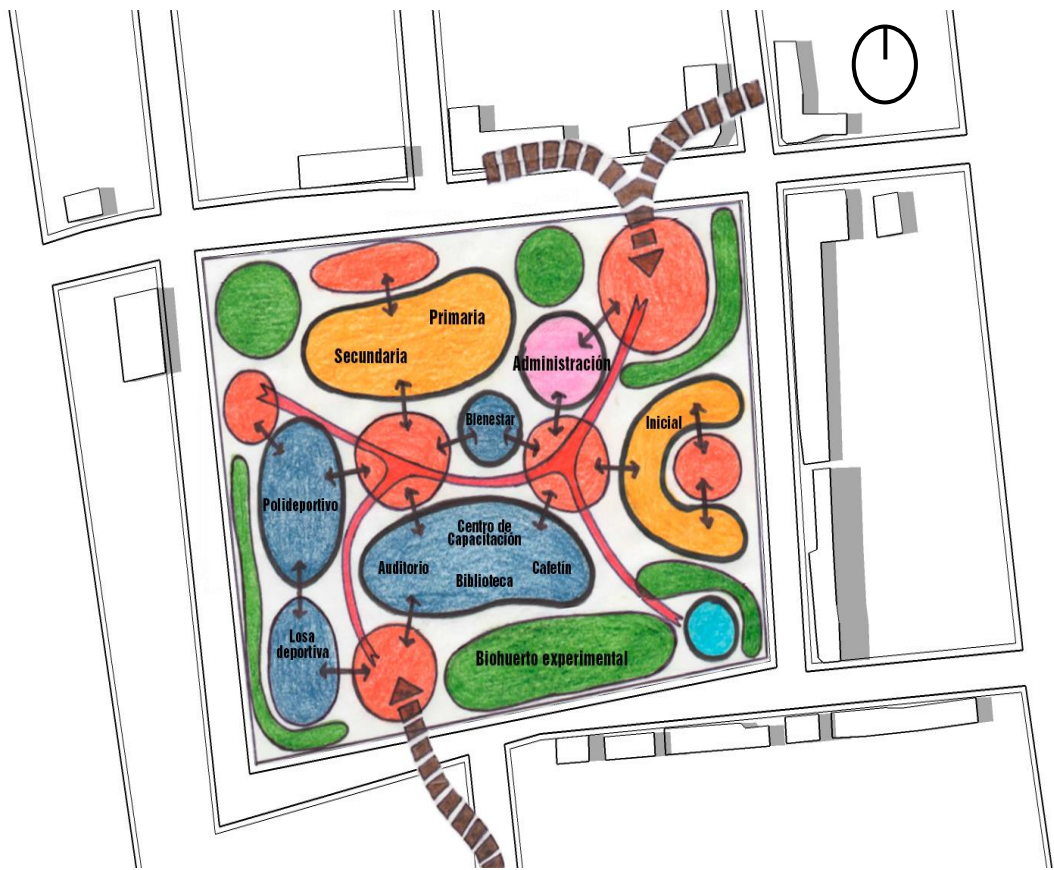 Primaria
Secundaria
Administración
Bienestar
Inicial
Polideportivo
Centro de
Capacitación
Auditorio
Cafetín
Biblioteca
Losa
deportiva
Biohuerto experimental